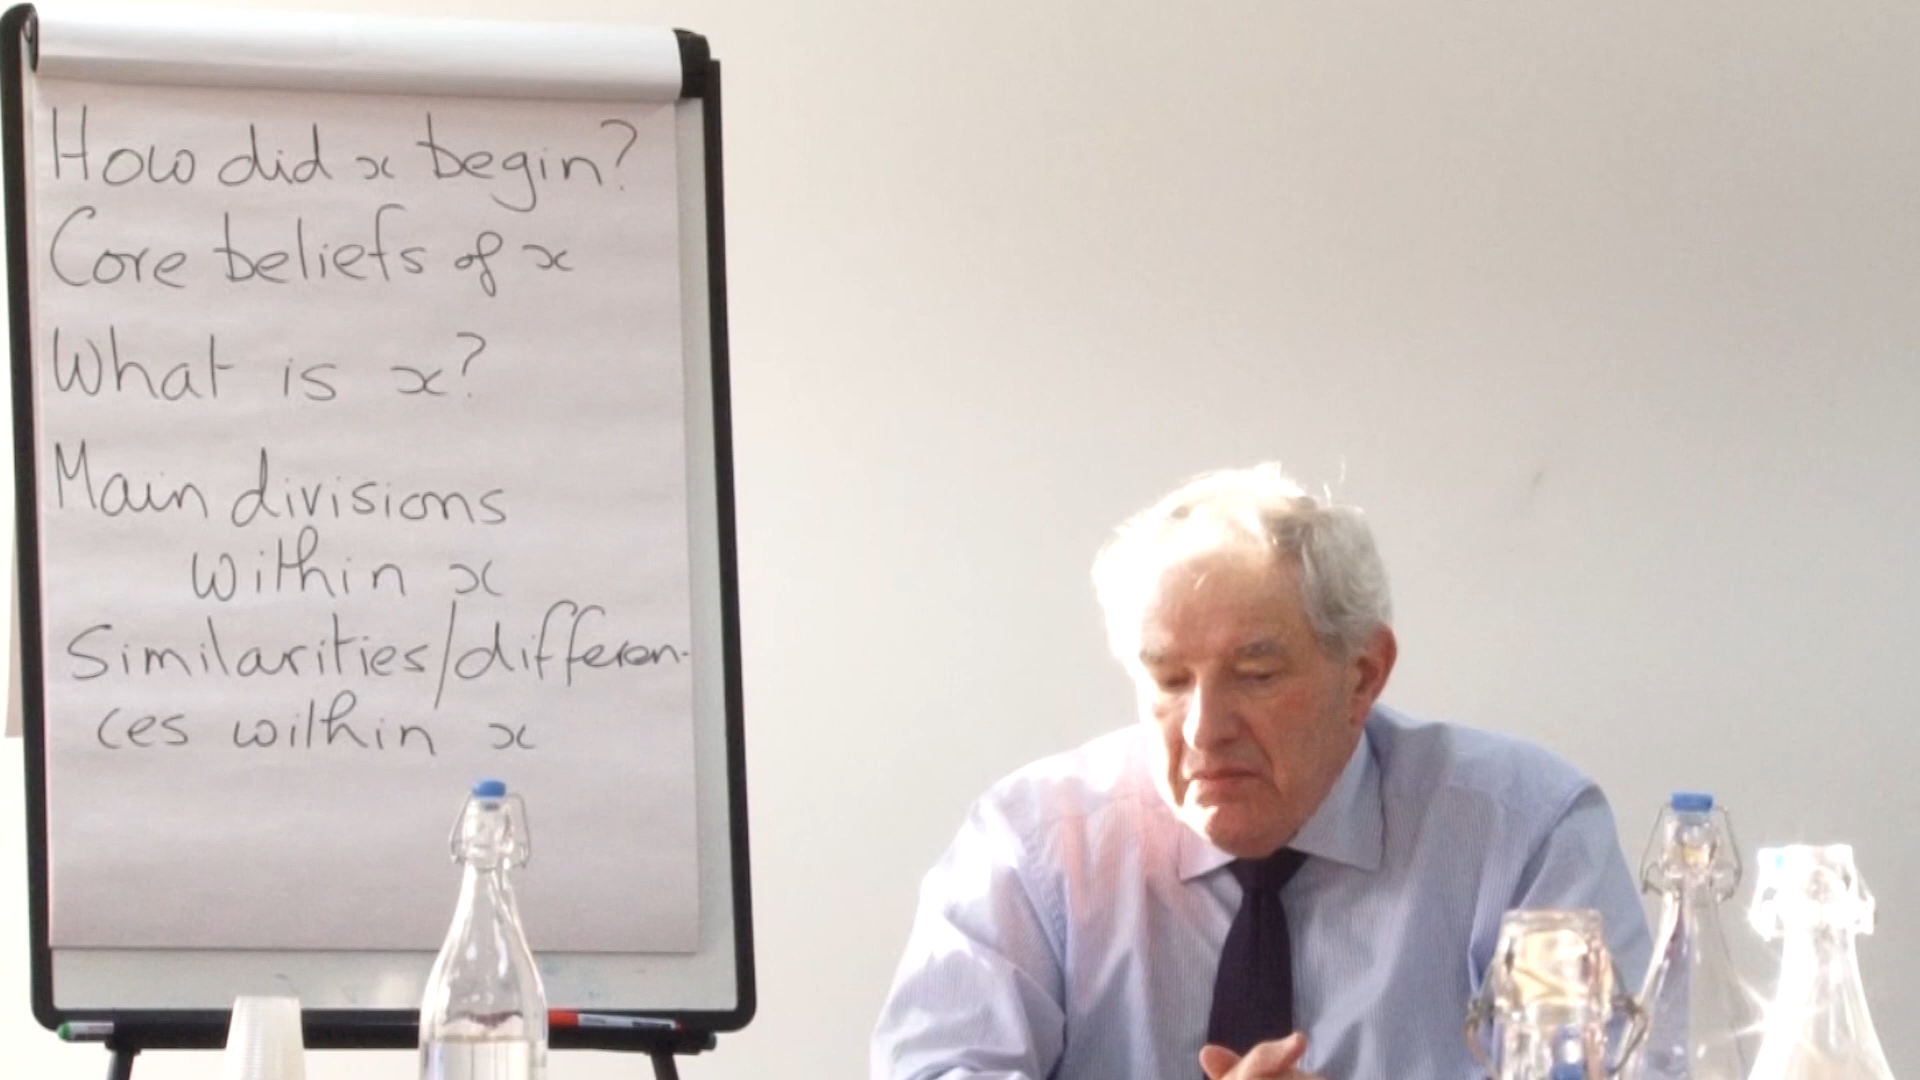 How did x begin?
Core beliefs of x
What is x?
Main divisions
within x
Similarities/differen-
ces within x